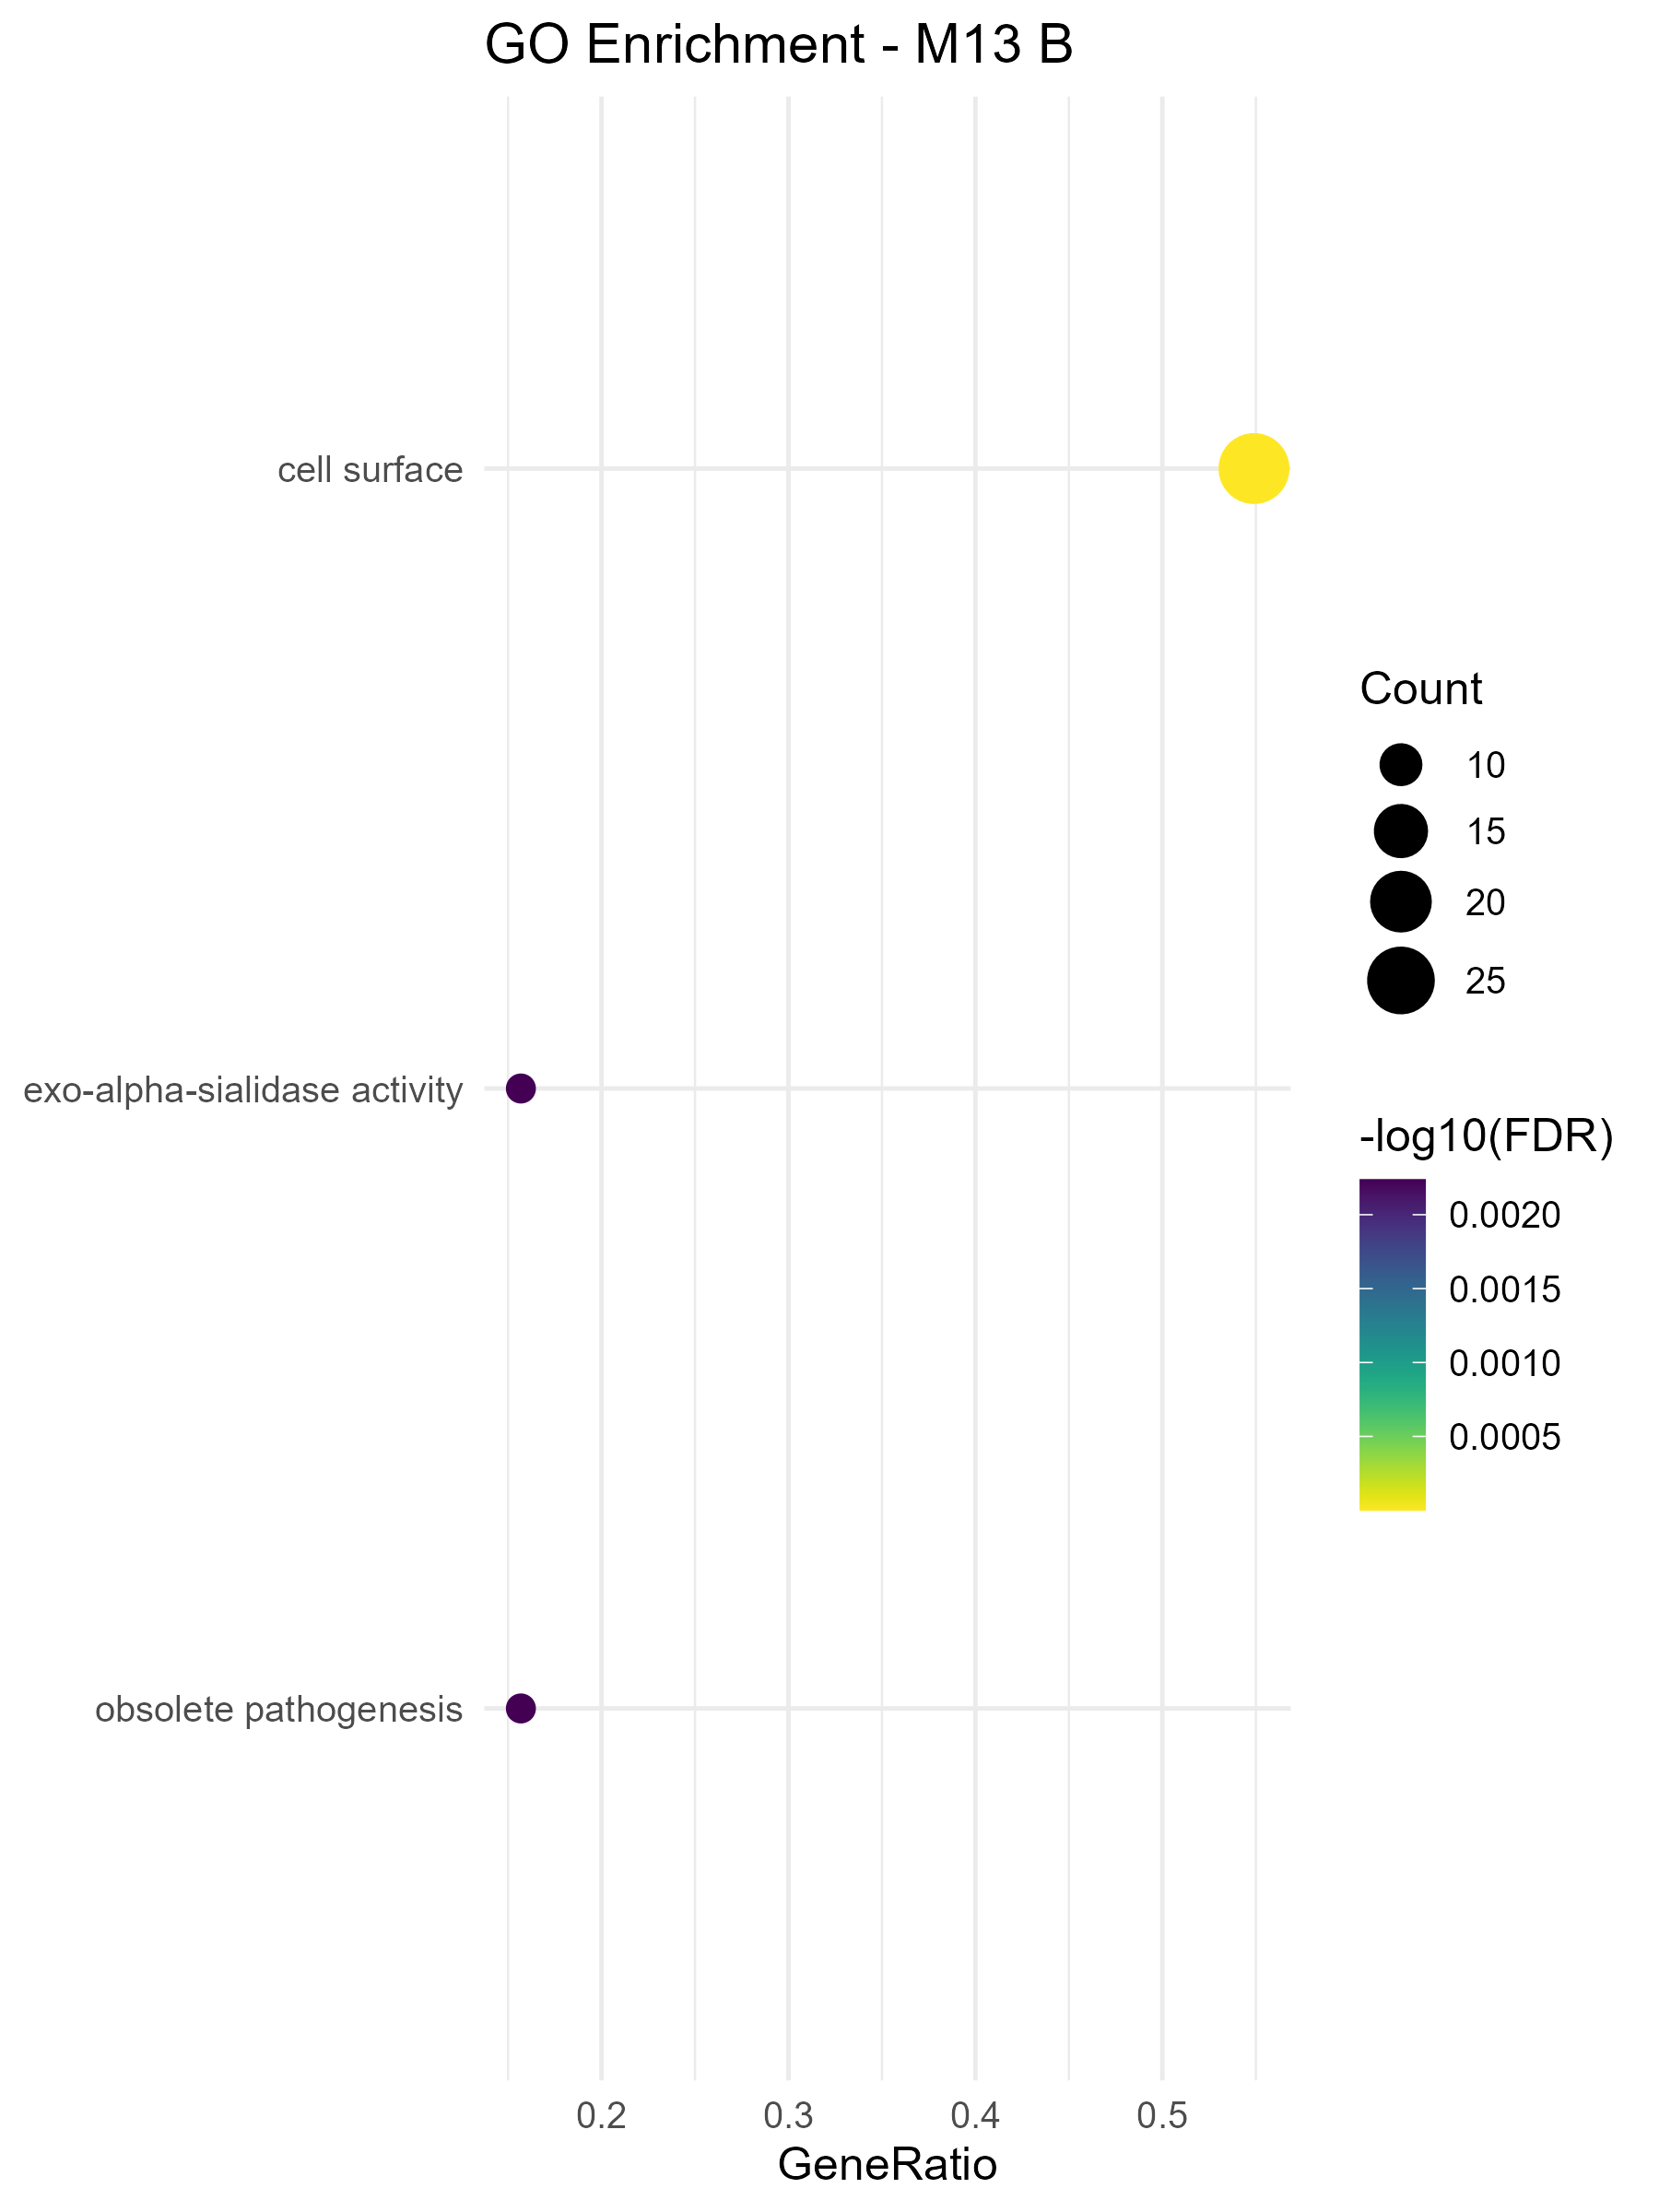 GO Enrichment - M13 B
cell surface
exo-alpha-sialidase activity
obsolete pathogenesis
0.2
0.3
0.4
0.5
GeneRatio
Count
10
15
20
25
-log10(FDR)
0.0020
0.0015
0.0010
0.0005